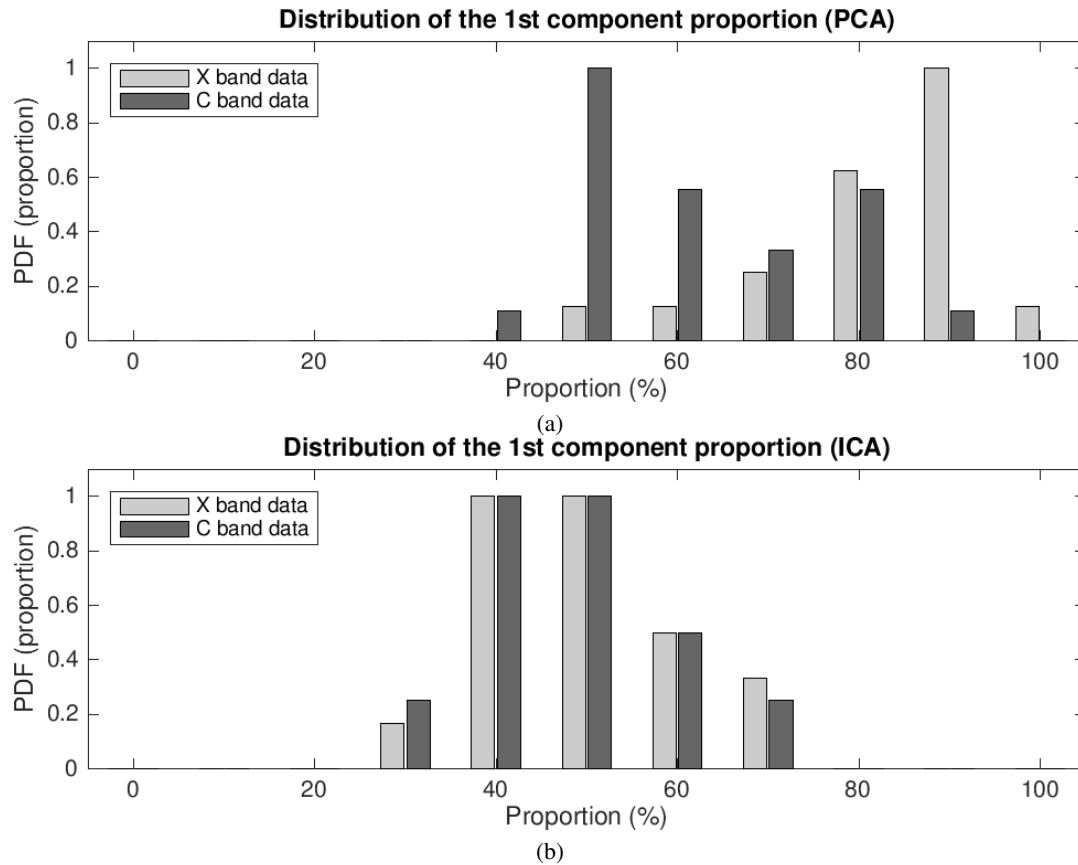 Distribution of the 1st component proportion (PCA)
X band data
C band data
PDF (proportion)
1
0.8
0.6
0.4
0.2
0
0 20 40 60 80 100
Proportion (%)
(a)
Distribution of the 1st component proportion (ICA)
X band data
C band data
PDF (proportion)
1
0.8
0.6
0.4
0.2
0
0 20 40 60 80 100
Proportion (%)
(b)